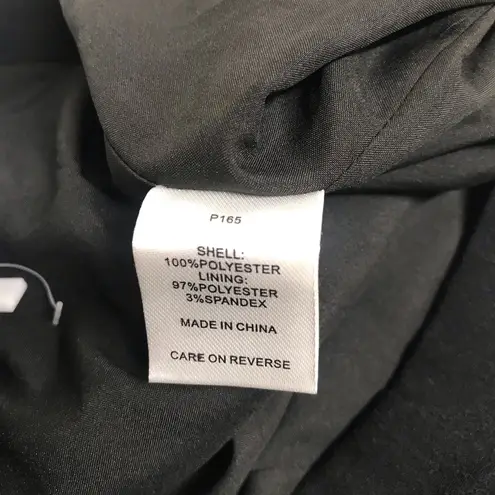 P165
SHELL:
100%POLYESTER
LINING:
97%POLYESTER
3%SPANDEX
MADE IN CHINA
CARE ON REVERSE